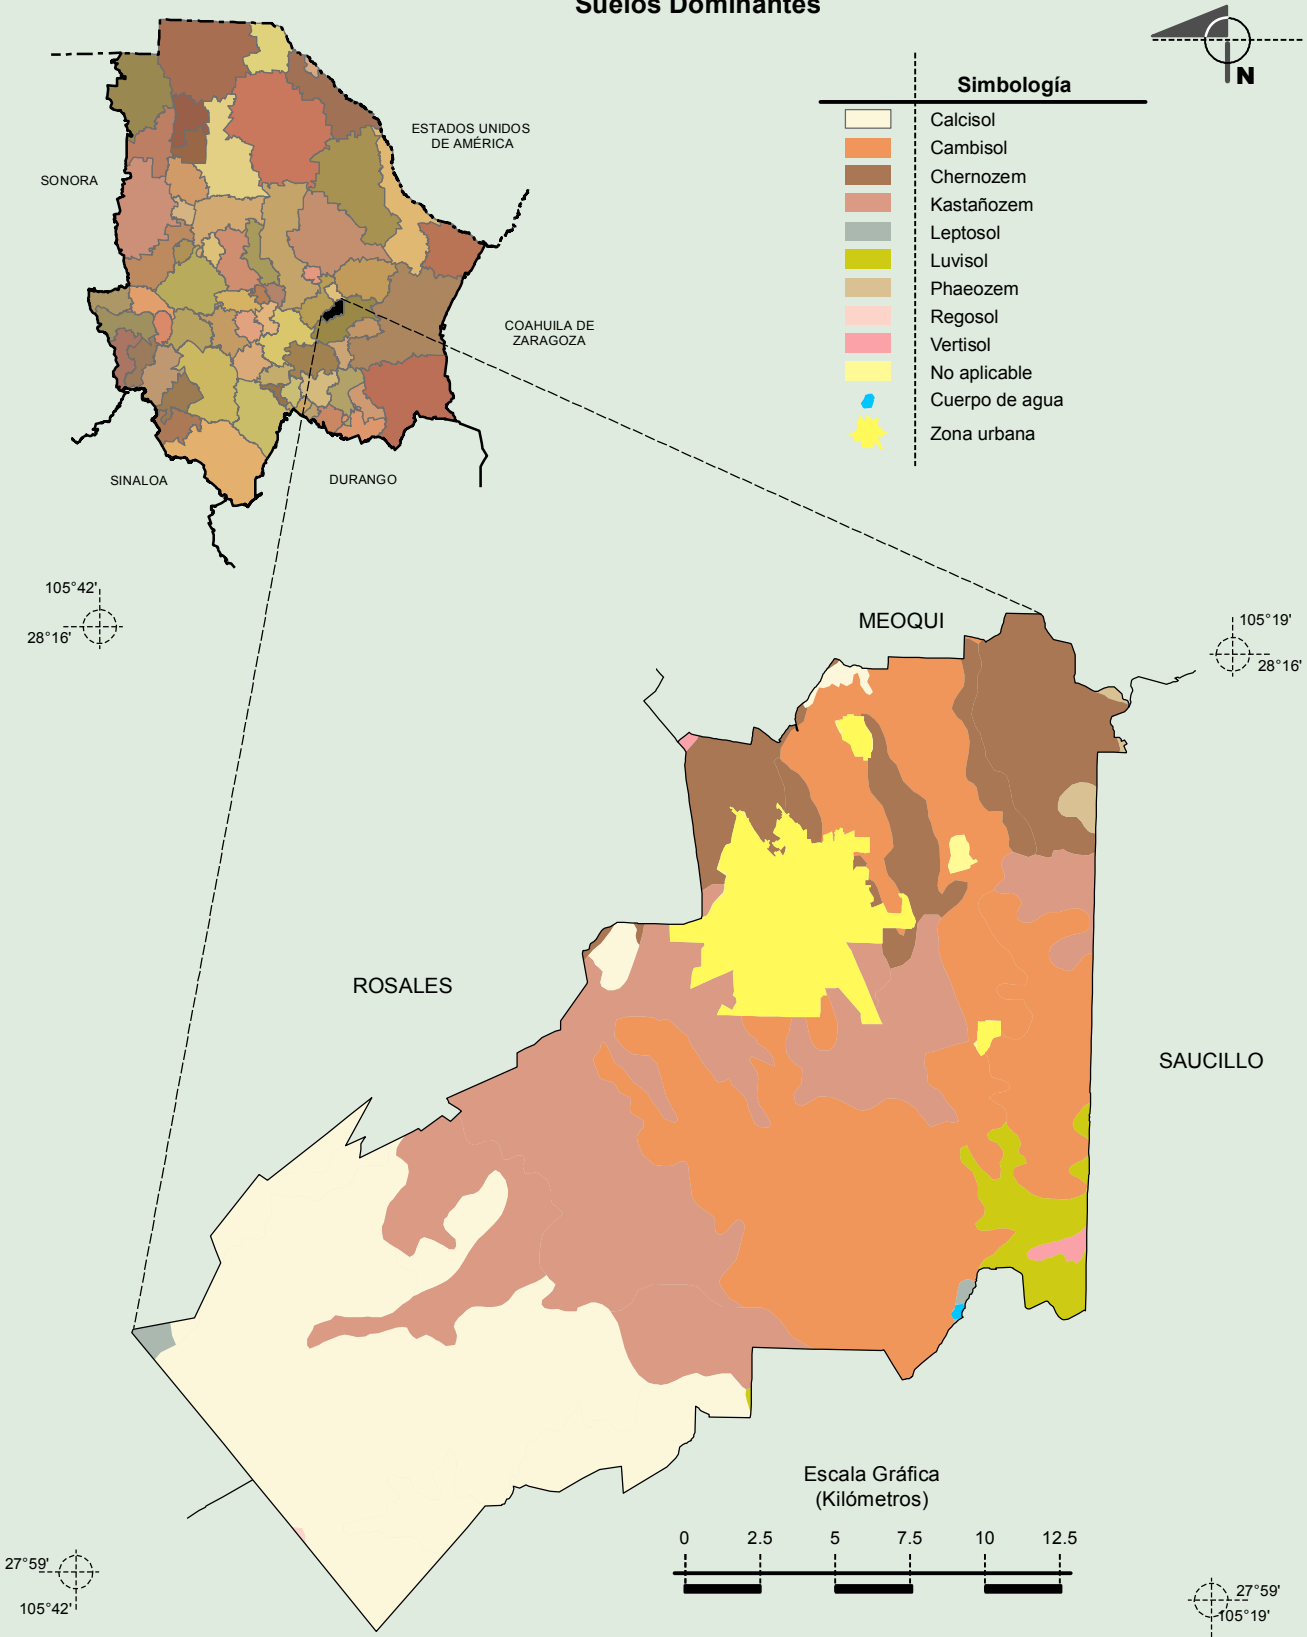 Suelos Dominantes
N
Simbología
Calcisol
Cambisol
Chernozem
Kastañozem
Leptosol
Luvisol
Phaeozem
Regosol
Vertisol
No aplicable
Cuerpo de agua
Zona urbana
ESTADOS UNIDOS
DE AMÉRICA
SONORA
COAHUILA DE
ZARAGOZA
SINALOA
DURANGO
105°42'
28°16'
105°19'
28°16'
MEOQUI
ROSALES
SAUCILLO
Escala Gráfica
(Kilómetros)
0 2.5 5 7.5 10 12.5
27°59'
105°42'
27°59'
105°19'